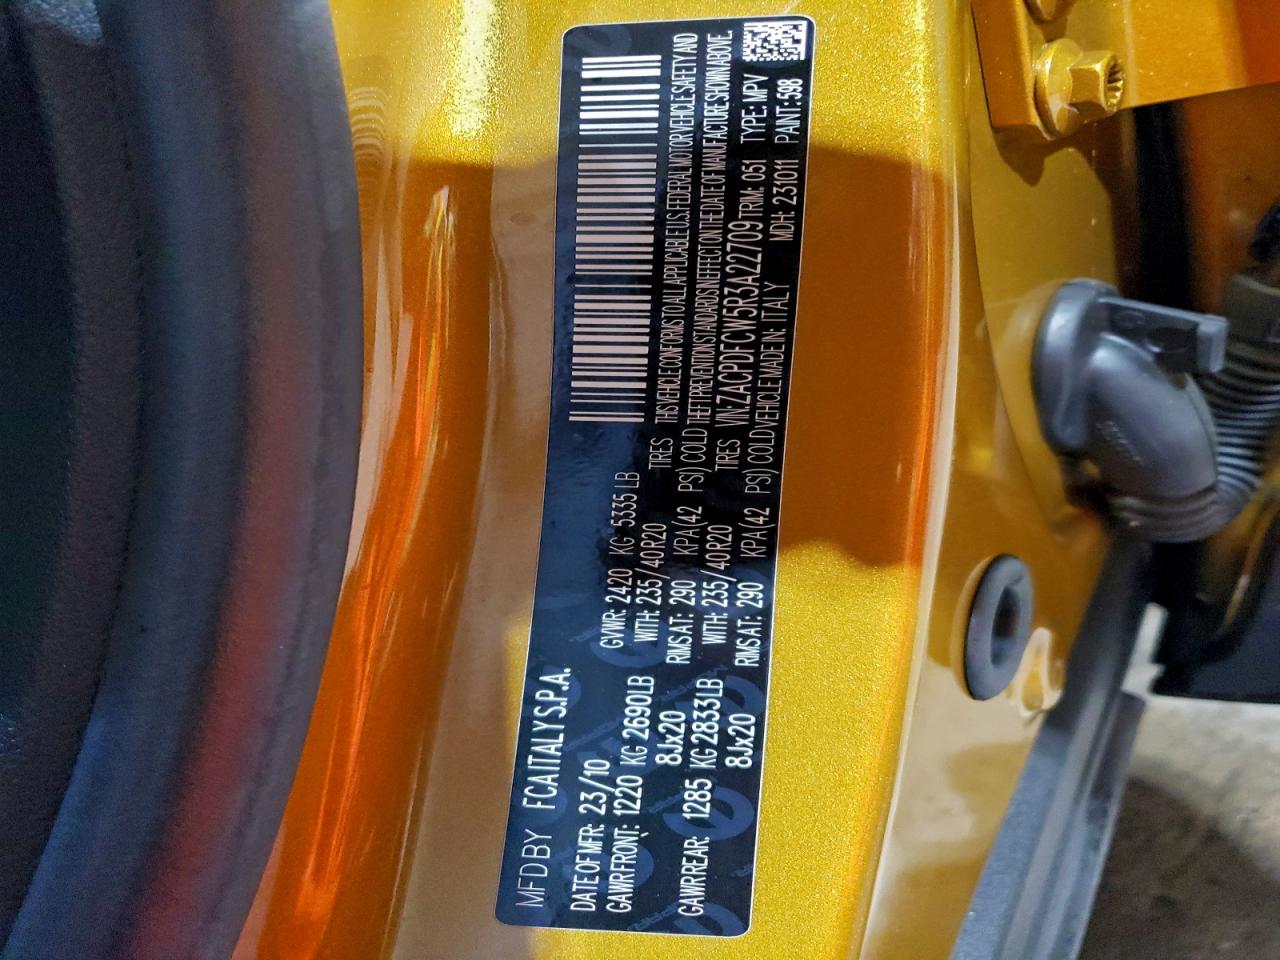 MFD BY FCA ITALY S.P.A.
DATE OF MFR: 23/10 GVWR: 2420 KG 5335 LB
GAWR FRONT: 1220 KG 2690LB WITH: 235/40R20 TIRES
8Jx20 RIMS AT: 290 KPA (42 PSI) COLD
GAWR REAR: 1285 KG 2833LB WITH: 235/40R20 TIRES
8Jx20 RIMS AT: 290 KPA (42 PSI) COLD
THIS VEHICLE CONFORMS TO ALL APPLICABLE U.S. FEDERAL MOTOR VEHICLE SAFETY AND
THEFT PREVENTION STANDARDS IN EFFECT ON THE DATE OF MANUFACTURE SHOWN ABOVE.
VIN: ZACPDFCW5R3A22709 TRIM: 051 TYPE: MPV
VEHICLE MADE IN: ITALY MDH: 231011 PAINT: 598